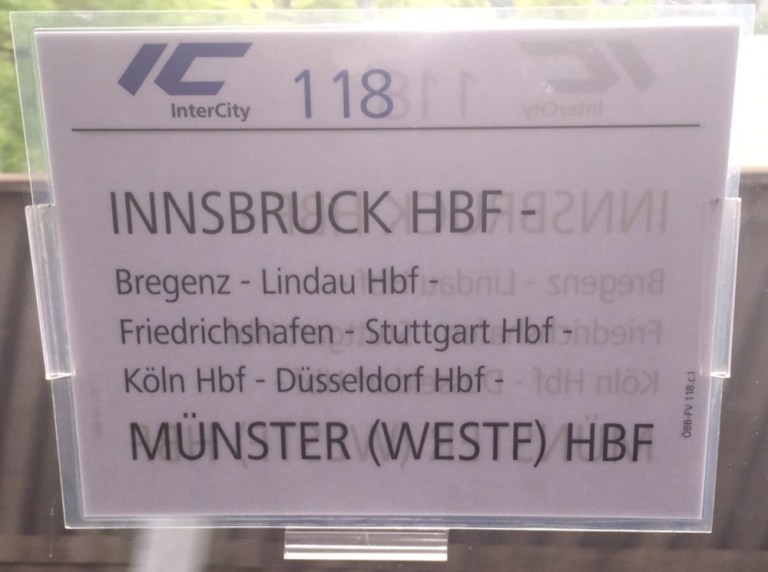 IC 118
InterCity
INNSBRUCK HBF -
Bregenz - Lindau Hbf -
Friedrichshafen - Stuttgart Hbf -
Köln Hbf - Düsseldorf Hbf -
MÜNSTER (WESTF) HBF
ÖBB-FV 118.c.I